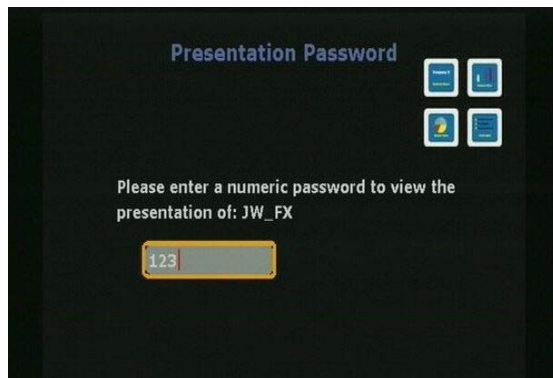 Presentation Password
Please enter a numeric password to view the
presentation of: JW_FX
123